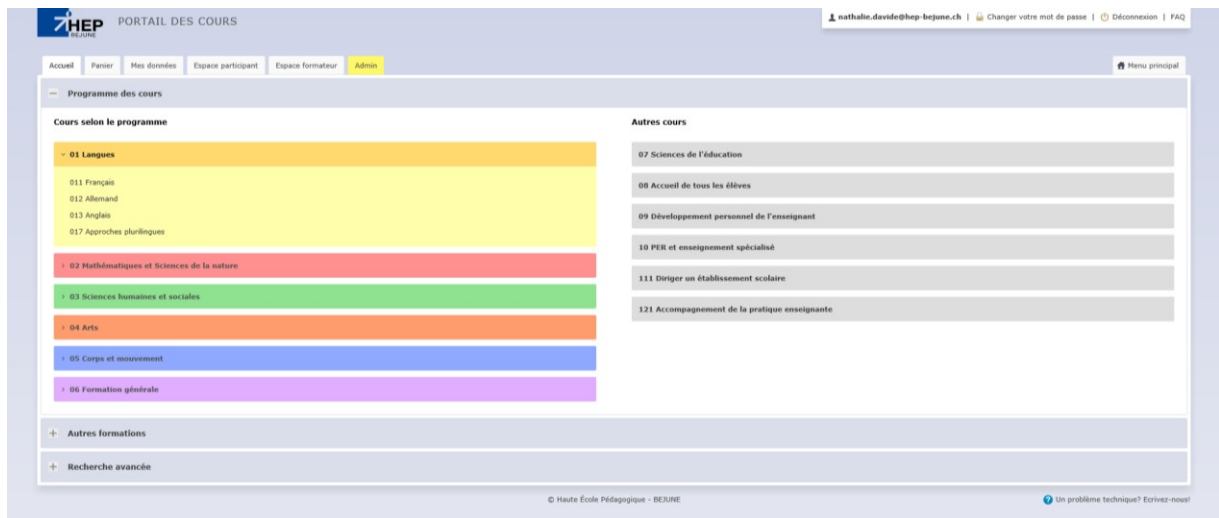 HEP
BEJUNE
PORTAIL DES COURS
nathalie.davide@hep-bejune.ch | Changer votre mot de passe | Déconnexion | FAQ
Accueil Panier Mes données Espace participant Espace formateur Admin Menu principal
Programme des cours
Cours selon le programme
01 Langues
011 Français
012 Allemand
013 Anglais
017 Approches plurilingues
02 Mathématiques et Sciences de la nature
03 Sciences humaines et sociales
04 Arts
05 Corps et mouvement
06 Formation générale
Autres cours
07 Sciences de l'éducation
08 Accueil de tous les élèves
09 Développement personnel de l'enseignant
10 PER et enseignement spécialisé
111 Diriger un établissement scolaire
121 Accompagnement de la pratique enseignante
Autres formations
Recherche avancée
© Haute École Pédagogique - BEJUNE
Un problème technique? Ecrivez-nous!